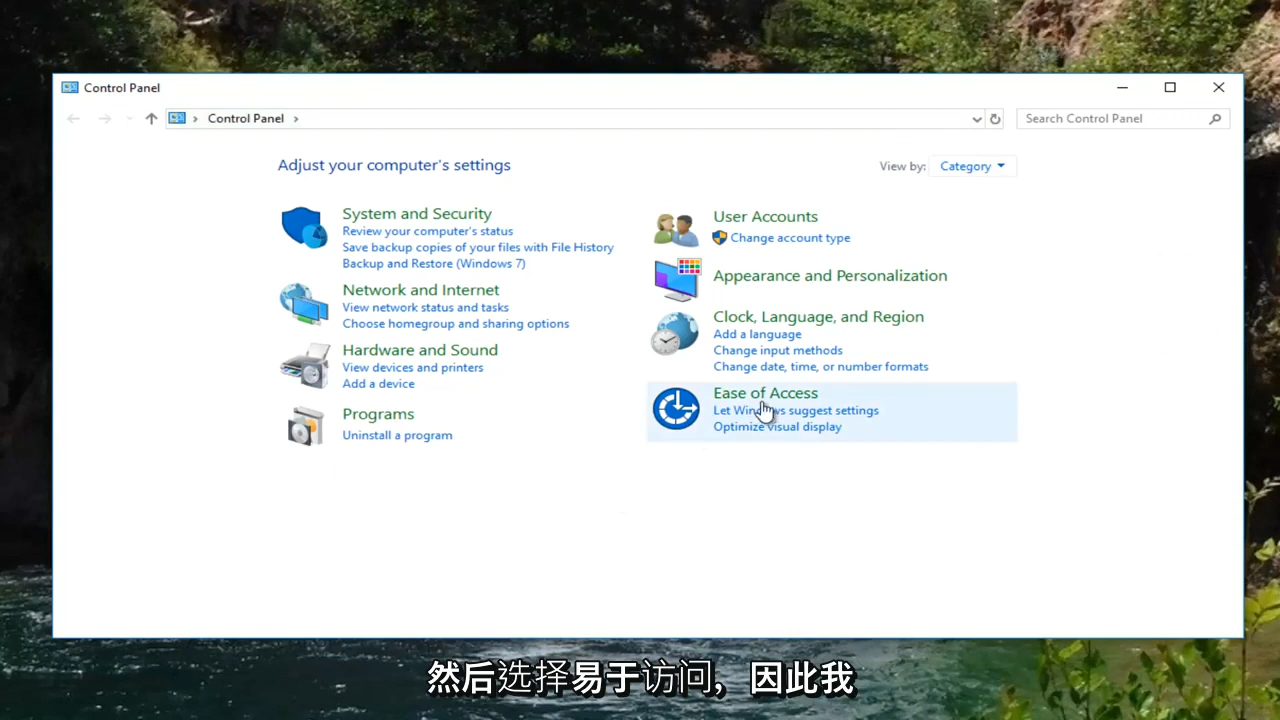 Control Panel
Control Panel
Search Control Panel
Adjust your computer's settings
View by: Category
System and Security
Review your computer's status
Save backup copies of your files with File History
Backup and Restore (Windows 7)
Network and Internet
View network status and tasks
Choose homegroup and sharing options
Hardware and Sound
View devices and printers
Add a device
Programs
Uninstall a program
User Accounts
Change account type
Appearance and Personalization
Clock, Language, and Region
Add a language
Change input methods
Change date, time, or number formats
Ease of Access
Let Windows suggest settings
Optimize visual display
然后选择易于访问，因此我